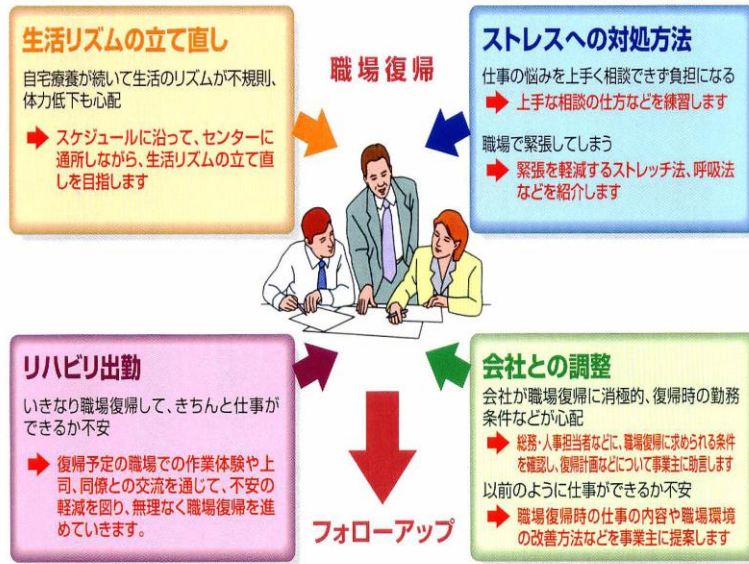 生活リズムの立て直し
自宅療養が続いて生活のリズムが不規則、
体力低下も心配
スケジュールに沿って、センターに
通所しながら、生活リズムの立て直
しを目指します
職場復帰
ストレスへの対処方法
仕事の悩みを上手く相談できず負担になる
上手な相談の仕方などを練習します
職場で緊張してしまう
緊張を軽減するストレッチ法、呼吸法
などを紹介します
リハビリ出勤
いきなり職場復帰して、きちんと仕事が
できるか不安
復帰予定の職場での作業体験や上
司、同僚との交流を通じて、不安の
軽減を図り、無理なく職場復帰を進
めていきます。
会社との調整
会社が職場復帰に消極的、復帰時の勤務
条件などが心配
総務・人事担当者などに、職場復帰に求められる条件
を確認し、復帰計画などについて事業主に助言します
以前のように仕事ができるか不安
職場復帰時の仕事の内容や職場環境
の改善方法などを事業主に提案します
フォローアップ